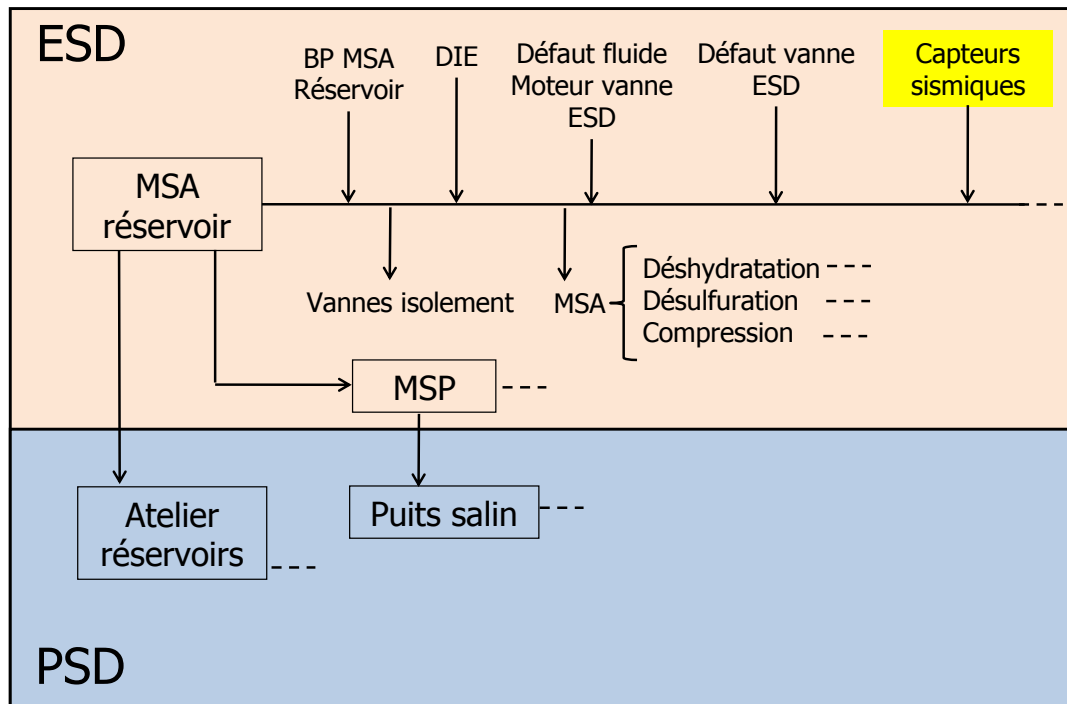 ESD
BP MSA
Réservoir
DIE
Défaut fluide
Moteur vanne
ESD
Défaut vanne
ESD
Capteurs
sismiques
MSA
réservoir
Vannes isolement
MSA
Déshydratation
Désulfuration
Compression
MSP
Atelier
réservoirs
Puits salin
PSD